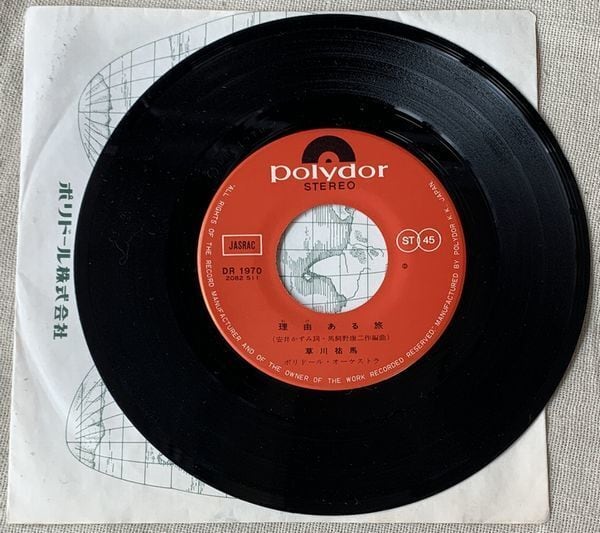 polydor
STEREO
JASRAC
DR 1970
2082 511
ST 45
℗
理由ある旅
(安井かずみ詞・馬飼野康二作編曲)
草川祐馬
ポリドール・オーケストラ
"ALL RIGHTS OF THE RECORD MANUFACTURER AND OF THE OWNER OF THE WORK RECORDED RESERVED." MANUFACTURED BY POLYDOR K.K. JAPAN
ポリドール株式会社